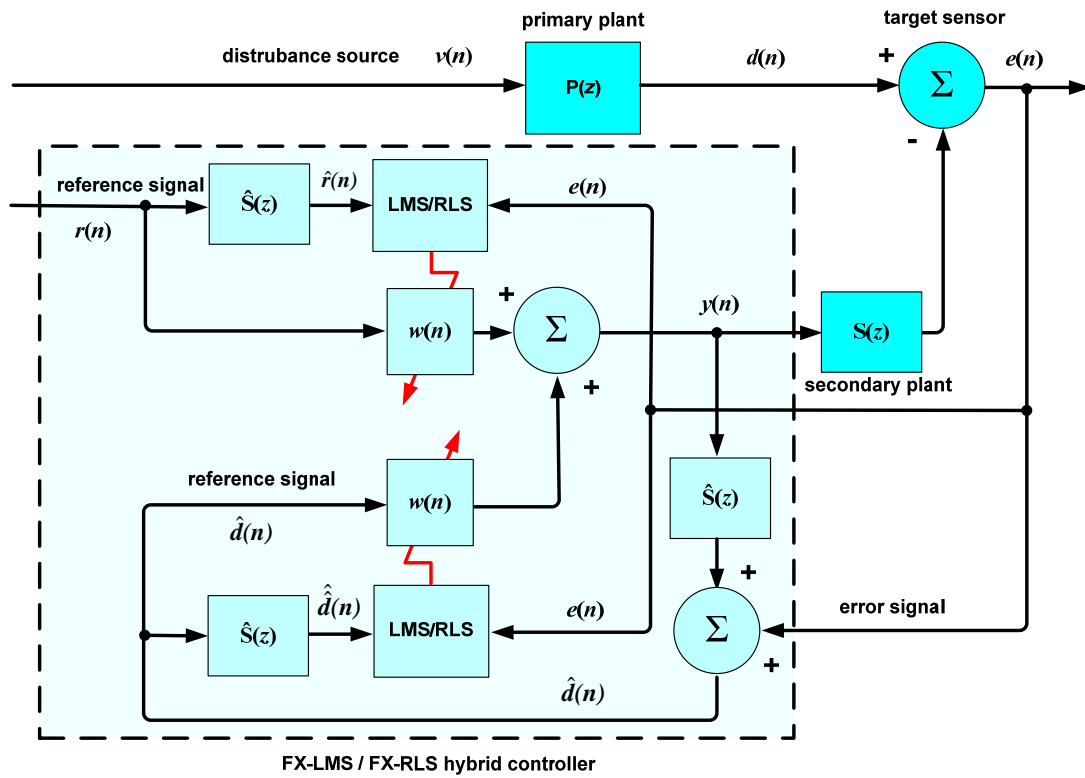 primary plant
target sensor
distrubance source
v(n)
P(z)
d(n)
+
Σ
e(n)
-
reference signal
r(n)
Ŝ(z)
r̂(n)
LMS/RLS
e(n)
w(n)
+
Σ
+
y(n)
S(z)
secondary plant
reference signal
d̂(n)
w(n)
Ŝ(z)
+
Ŝ(z)
d̂̂(n)
LMS/RLS
e(n)
Σ
+
error signal
d̂(n)
FX-LMS / FX-RLS hybrid controller